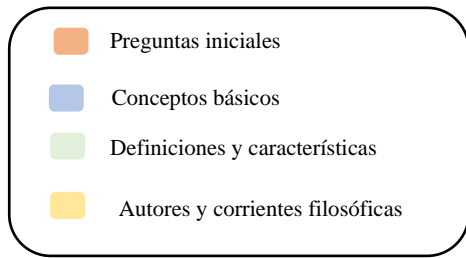 Preguntas iniciales
Conceptos básicos
Definiciones y características
Autores y corrientes filosóficas